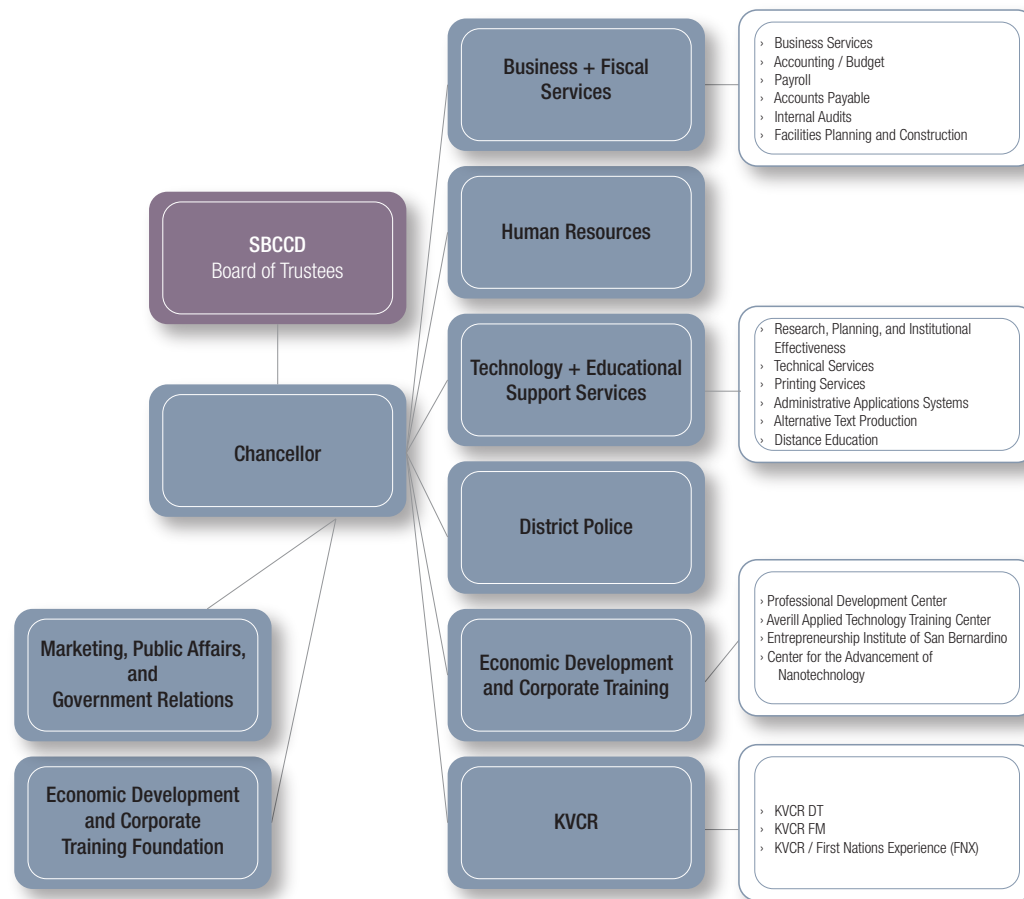 SBCCD
Board of Trustees
Chancellor
Marketing, Public Affairs,
and
Government Relations
Economic Development
and Corporate
Training Foundation
Business + Fiscal
Services
› Business Services
› Accounting / Budget
› Payroll
› Accounts Payable
› Internal Audits
› Facilities Planning and Construction
Human Resources
Technology + Educational
Support Services
› Research, Planning, and Institutional
Effectiveness
› Technical Services
› Printing Services
› Administrative Applications Systems
› Alternative Text Production
› Distance Education
District Police
Economic Development
and Corporate Training
› Professional Development Center
› Averill Applied Technology Training Center
› Entrepreneurship Institute of San Bernardino
› Center for the Advancement of
Nanotechnology
KVCR
› KVCR DT
› KVCR FM
› KVCR / First Nations Experience (FNX)